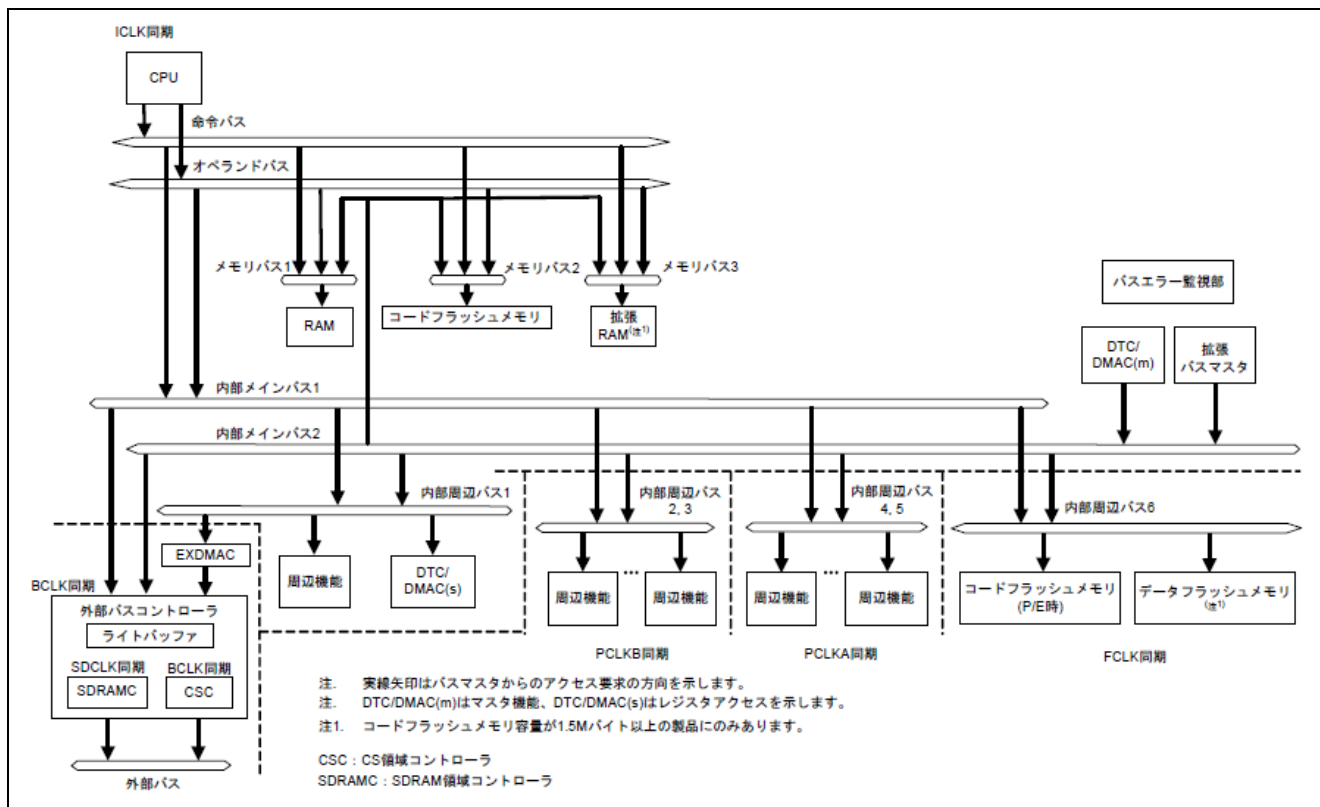 ICLK同期
CPU
命令バス
オペランドバス
メモリバス1
メモリバス2
メモリバス3
RAM
コードフラッシュメモリ
拡張
RAM(注1)
バスエラー監視部
DTC/
DMAC(m)
拡張
バスマスタ
内部メインバス1
内部メインバス2
内部周辺バス1
内部周辺バス
2, 3
内部周辺バス
4, 5
内部周辺バス6
EXDMAC
周辺機能
DTC/
DMAC(s)
周辺機能
...
周辺機能
周辺機能
...
周辺機能
コードフラッシュメモリ
(P/E時)
データフラッシュメモリ
(注1)
BCLK同期
外部バスコントローラ
ライトバッファ
SDCLK同期
BCLK同期
SDRAMC
CSC
外部バス
PCLKB同期
PCLKA同期
FCLK同期
注. 実線矢印はバスマスタからのアクセス要求の方向を示します。
注. DTC/DMAC(m)はマスタ機能、DTC/DMAC(s)はレジスタアクセスを示します。
注1. コードフラッシュメモリ容量が1.5Mバイト以上の製品にのみあります。
CSC：CS領域コントローラ
SDRAMC：SDRAM領域コントローラ